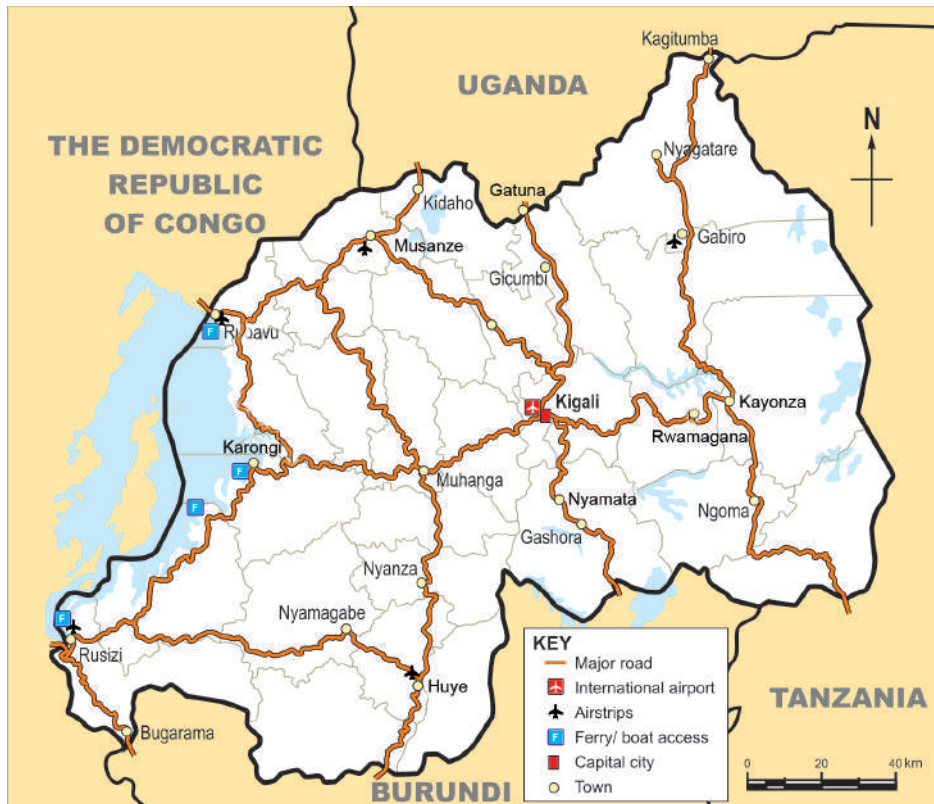 Kagitumba
UGANDA
THE DEMOCRATIC
REPUBLIC
OF CONGO
N
Nyagatare
Kidaho
Gatuna
Musanze
Gabiro
Gicumbi
F
Rubavu
Kigali
Kayonza
Rwamagana
Karongi
F
Muhanga
F
Nyamata
Ngoma
Gashora
Nyanza
Nyamagabe
F
Rusizi
Huye
Bugarama
KEY
Major road
International airport
Airstrips
F Ferry/ boat access
Capital city
Town
TANZANIA
BURUNDI
0 20 40 km